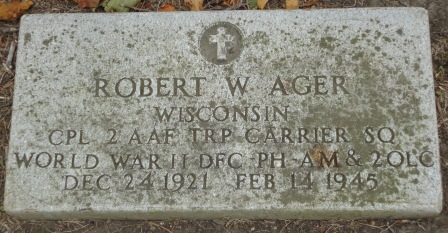 ROBERT W AGER
WISCONSIN
CPL 2 AAF TRP CARRIER SQ
WORLD WAR II DFC PH AM & 2 OLC
DEC 24 1921 FEB 14 1945